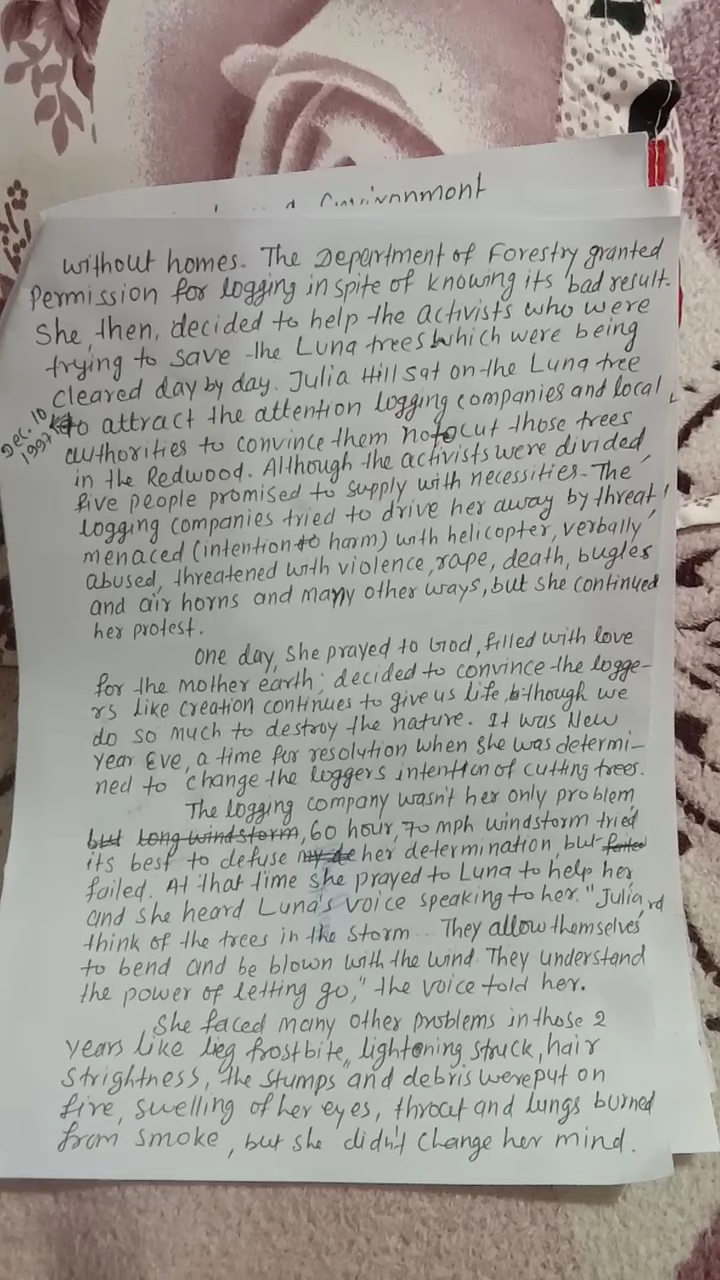 Environment
without homes. The Department of Forestry granted
Permission for logging in spite of knowing its bad result.
She, then, decided to help the activists who were
trying to save the Luna trees which were being
cleared day by day. Julia Hill sat on the Luna tree
Dec. 10 1997
to attract the attention logging companies and local
authorities to convince them not to cut those trees
in the Redwood. Although the activists were divided,
five people promised to supply with necessities. The
logging companies tried to drive her away by threat,
menaced (intention to harm) with helicopter, verbally
abused, threatened with violence, rape, death, bugles
and air horns and many other ways, but she continued
her protest.
One day, she prayed to God, filled with love
for the mother earth; decided to convince the logge-
rs like creation continues to give us life, though we
do so much to destroy the nature. It was New
Year Eve, a time for resolution when she was determi-
ned to change the loggers intention of cutting trees.
The logging company wasn't her only problem,
but long windstorm, 60 hour, 70 mph windstorm tried
its best to defuse her determination, but failed
failed. At that time she prayed to Luna to help her
and she heard Luna's voice speaking to her. "Julia,
think of the trees in the storm... They allow themselves
to bend and be blown with the wind. They understand
the power of letting go," the voice told her.
She faced many other problems in those 2
years like leg frostbite, lightening struck, hair
strightness, the stumps and debris were put on
fire, swelling of her eyes, throat and lungs burned
from smoke, but she didn't change her mind.